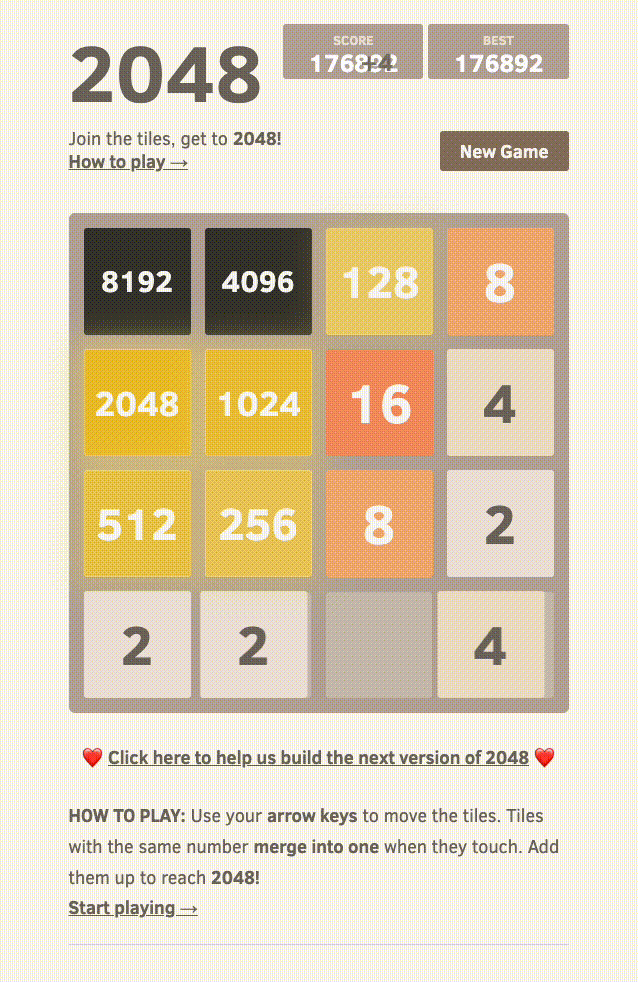 2048
SCORE
176892
+4
BEST
176892
Join the tiles, get to 2048!
How to play →
New Game
8192 4096 128 8
2048 1024 16 4
512 256 8 2
2 2 4
Click here to help us build the next version of 2048
HOW TO PLAY: Use your arrow keys to move the tiles. Tiles
with the same number merge into one when they touch. Add
them up to reach 2048!
Start playing →